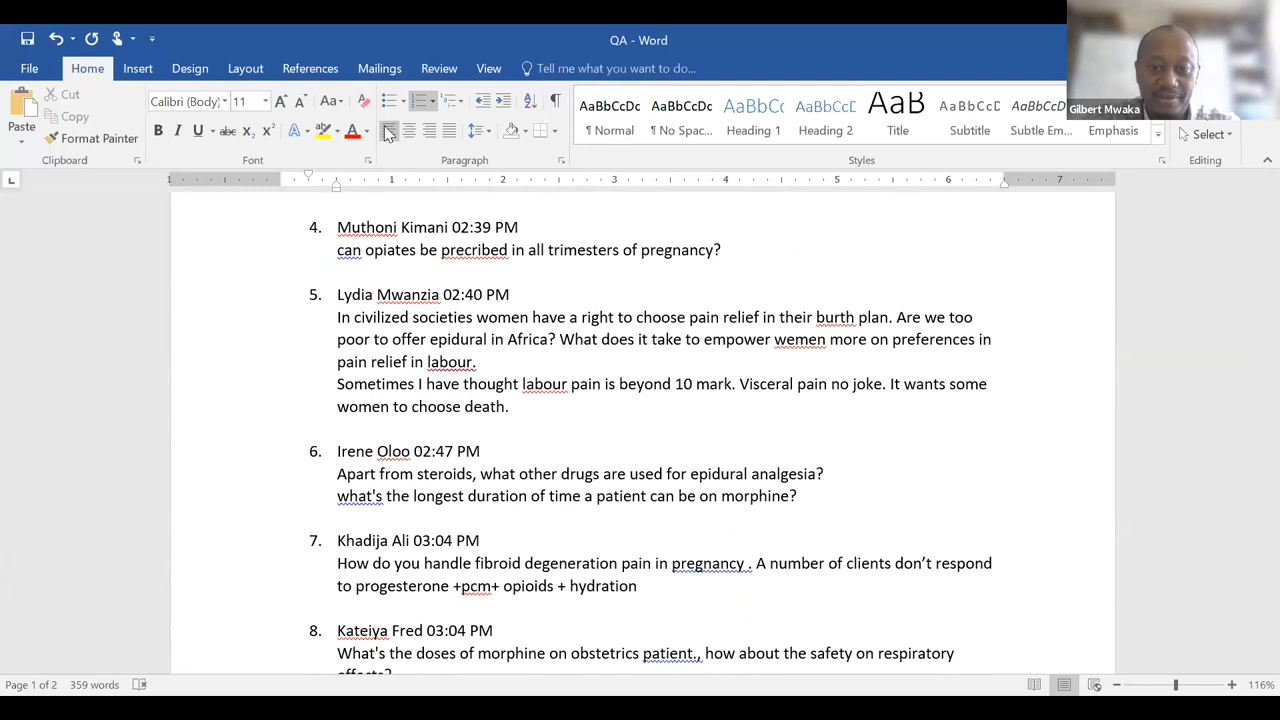 QA - Word
Gilbert Mwaka
File Home Insert Design Layout References Mailings Review View Tell me what you want to do...
Paste
Cut
Copy
Format Painter
Clipboard
Calibri (Body) 11
Font
Paragraph
AaBbCcDc AaBbCcDc AaBbCc AaBbCcD AaB AaBbCcD
¶ Normal ¶ No Spac... Heading 1 Heading 2 Title Subtitle Subtle Em... Emphasis
Styles
Select
Editing
1 1 2 3 4 5 6 7
4. Muthoni Kimani 02:39 PM
can opiates be precribed in all trimesters of pregnancy?
5. Lydia Mwanzia 02:40 PM
In civilized societies women have a right to choose pain relief in their burth plan. Are we too
poor to offer epidural in Africa? What does it take to empower women more on preferences in
pain relief in labour.
Sometimes I have thought labour pain is beyond 10 mark. Visceral pain no joke. It wants some
women to choose death.
6. Irene Oloo 02:47 PM
Apart from steroids, what other drugs are used for epidural analgesia?
what's the longest duration of time a patient can be on morphine?
7. Khadija Ali 03:04 PM
How do you handle fibroid degeneration pain in pregnancy . A number of clients don’t respond
to progesterone +pcm+ opioids + hydration
8. Kateiya Fred 03:04 PM
What's the doses of morphine on obstetrics patient., how about the safety on respiratory
effects?
Page 1 of 2 359 words 116%